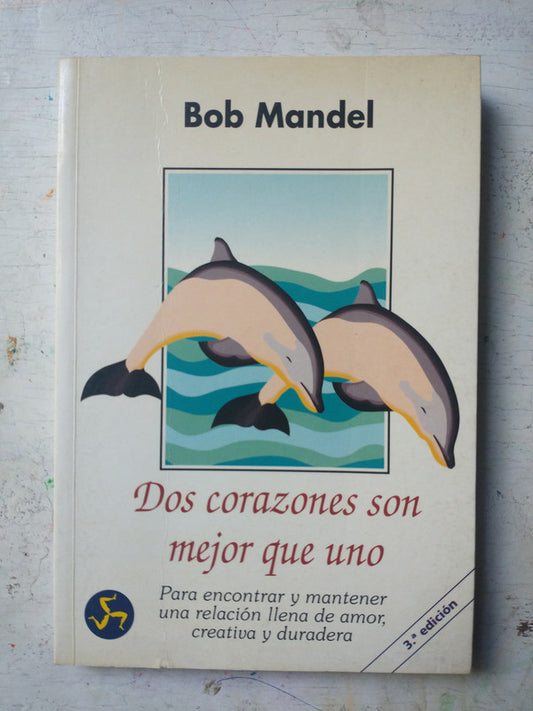 Bob Mandel
Dos corazones son
mejor que uno
Para encontrar y mantener
una relación llena de amor,
creativa y duradera
3.ª edición